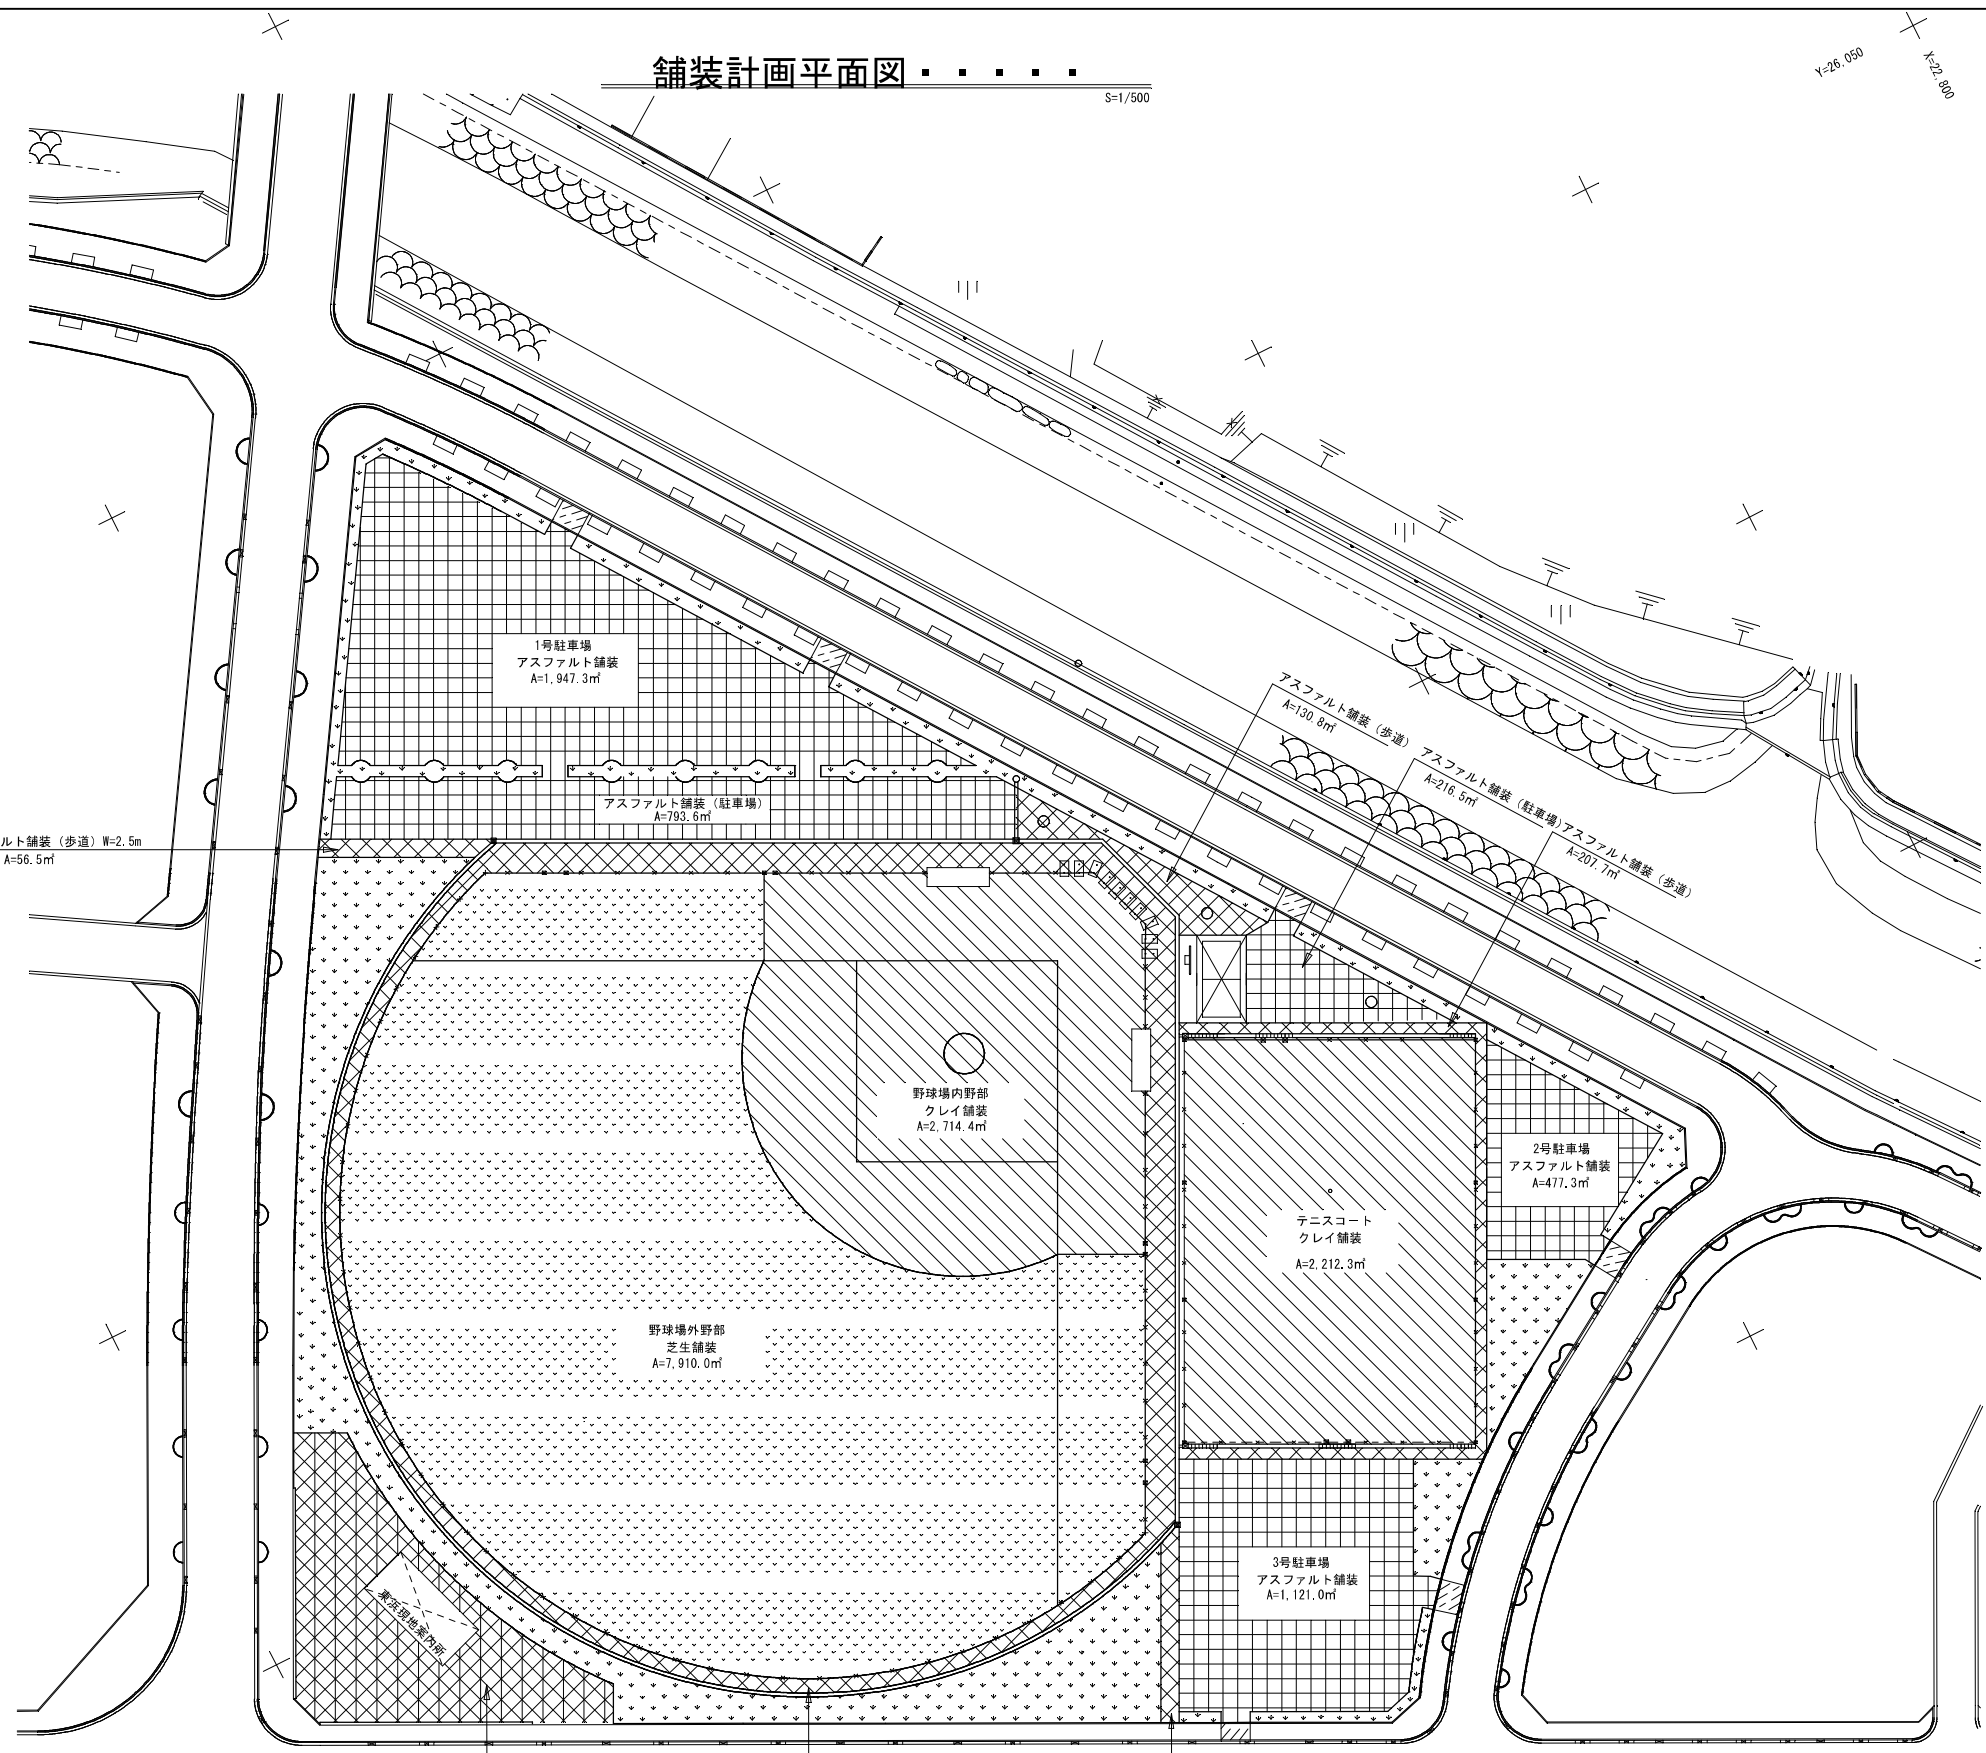 舗装計画平面図・・・・・
S=1/500
Y=26.050
X=22.800
1号駐車場
アスファルト舗装
A=1,947.3㎡
アスファルト舗装（歩道）
A=130.8㎡
アスファルト舗装（駐車場）
A=216.5㎡
アスファルト舗装（歩道）
A=207.7㎡
アスファルト舗装（駐車場）
A=793.6㎡
ルト舗装（歩道）W=2.5m
A=56.5㎡
野球場内野部
クレイ舗装
A=2,714.4㎡
2号駐車場
アスファルト舗装
A=477.3㎡
テニスコート
クレイ舗装
A=2,212.3㎡
野球場外野部
芝生舗装
A=7,910.0㎡
3号駐車場
アスファルト舗装
A=1,121.0㎡
東浜現地案内所